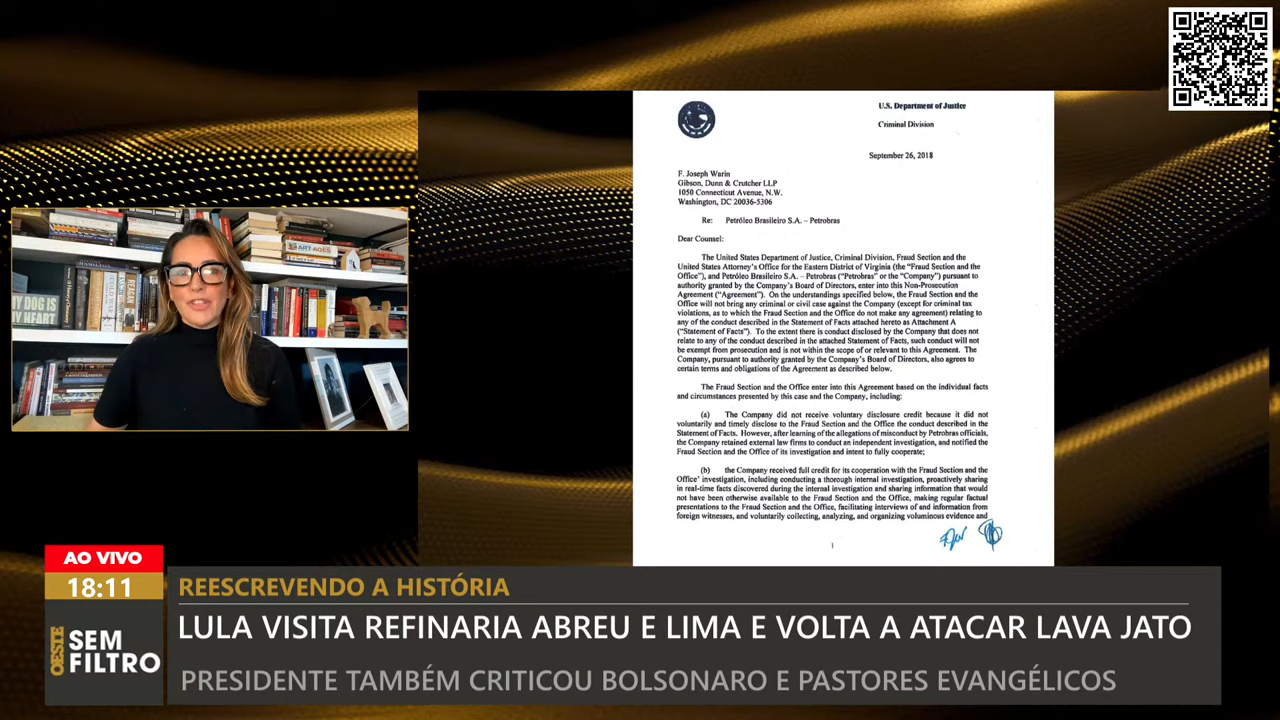 U.S. Department of Justice
Criminal Division
September 26, 2018
F. Joseph Warin
Gibson, Dunn & Crutcher LLP
1050 Connecticut Avenue, N.W.
Washington, DC 20036-5306
Re: Petróleo Brasileiro S.A. – Petrobras
Dear Counsel:
The United States Department of Justice, Criminal Division, Fraud Section and the
United States Attorney's Office for the Eastern District of Virginia (the "Fraud Section and the
Office"), and Petróleo Brasileiro S.A. – Petrobras ("Petrobras" or the "Company") pursuant to
authority granted by the Company's Board of Directors, enter into this Non-Prosecution
Agreement ("Agreement"). On the understandings specified below, the Fraud Section and the
Office will not bring any criminal or civil case against the Company (except for criminal tax
violations, as to which the Fraud Section and the Office do not make any agreement) relating to
any of the conduct described in the Statement of Facts attached hereto as Attachment A
("Statement of Facts"). To the extent there is conduct disclosed by the Company that does not
relate to any of the conduct described in the attached Statement of Facts, such conduct will not
be exempt from prosecution and is not within the scope of or relevant to this Agreement. The
Company, pursuant to authority granted by the Company's Board of Directors, also agrees to
certain terms and obligations of the Agreement as described below.
The Fraud Section and the Office enter into this Agreement based on the individual facts
and circumstances presented by this case and the Company, including:
(a) The Company did not receive voluntary disclosure credit because it did not
voluntarily and timely disclose to the Fraud Section and the Office the conduct described in the
Statement of Facts. However, after learning of the allegations of misconduct by Petrobras officials,
the Company retained external law firms to conduct an independent investigation, and notified the
Fraud Section and the Office of its investigation and intent to fully cooperate;
(b) the Company received full credit for its cooperation with the Fraud Section and the
Office' investigation, including conducting a thorough internal investigation, proactively sharing
in real-time facts discovered during the internal investigation and sharing information that would
not have been otherwise available to the Fraud Section and the Office, making regular factual
presentations to the Fraud Section and the Office, facilitating interviews of and information from
foreign witnesses, and voluntarily collecting, analyzing, and organizing voluminous evidence and
1
HAMILTON
REAGAN
ART-AGES
MY DOG IS
MY HEART
AO VIVO
18:11
OESTE
SEM
FILTRO
REESCREVENDO A HISTÓRIA
LULA VISITA REFINARIA ABREU E LIMA E VOLTA A ATACAR LAVA JATO
PRESIDENTE TAMBÉM CRITICOU BOLSONARO E PASTORES EVANGÉLICOS